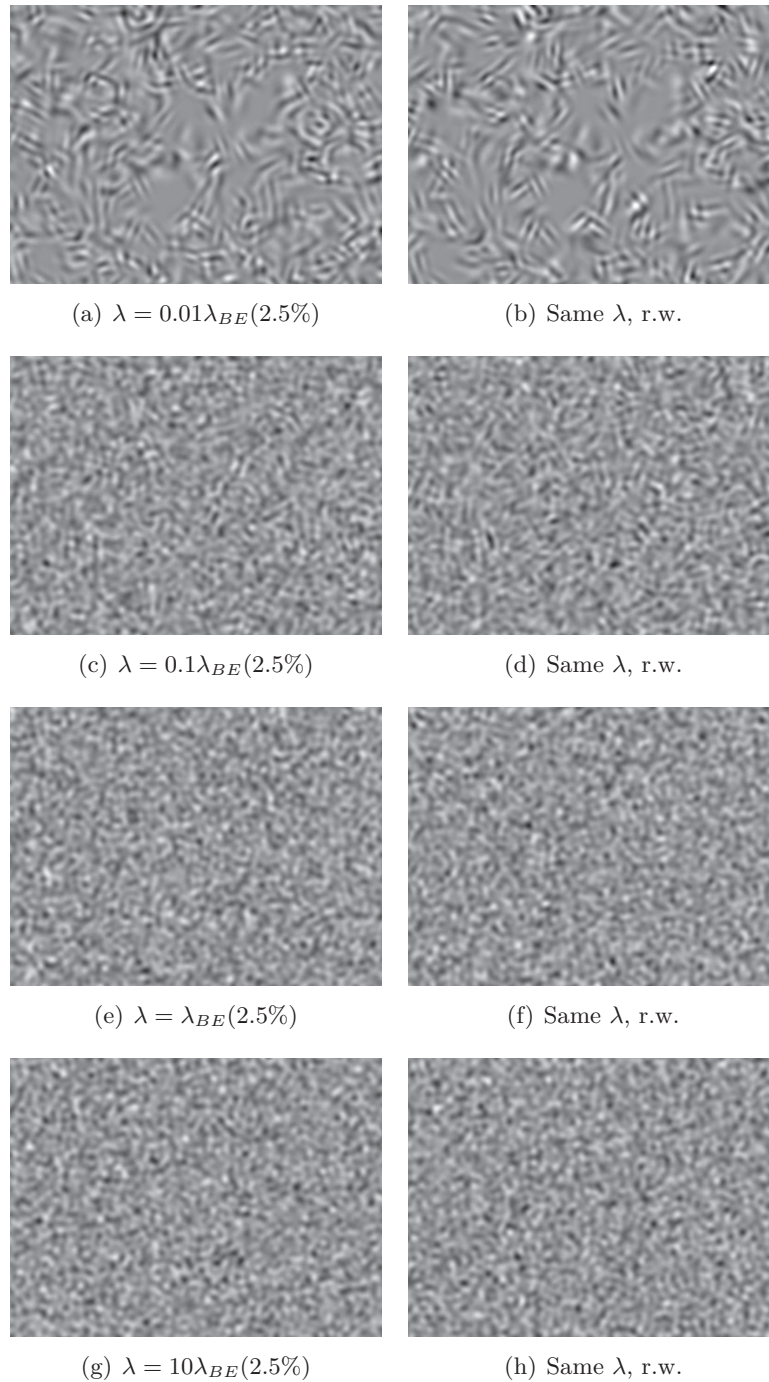 (a) λ = 0.01λ_BE(2.5%)
(b) Same λ, r.w.
(c) λ = 0.1λ_BE(2.5%)
(d) Same λ, r.w.
(e) λ = λ_BE(2.5%)
(f) Same λ, r.w.
(g) λ = 10λ_BE(2.5%)
(h) Same λ, r.w.